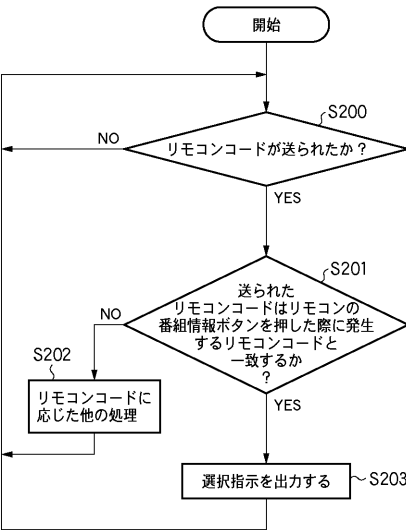 開始
S200
リモコンコードが送られたか？
NO
YES
S201
送られた
リモコンコードはリモコンの
番組情報ボタンを押した際に発生
するリモコンコードと
一致するか
？
NO
YES
S202
リモコンコードに
応じた他の処理
選択指示を出力する
S203